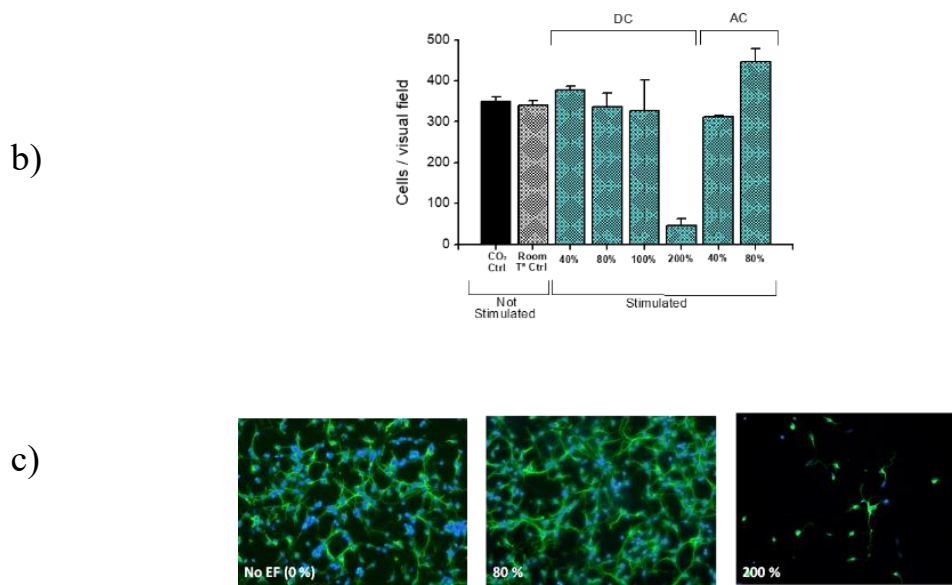 b)
DC AC
500
400
300
200
100
0
Cells / visual field
CO₂ Room
Ctrl Tª Ctrl 40% 80% 100% 200% 40% 80%
Not Stimulated
Stimulated
c)
No EF (0 %) 80 % 200 %